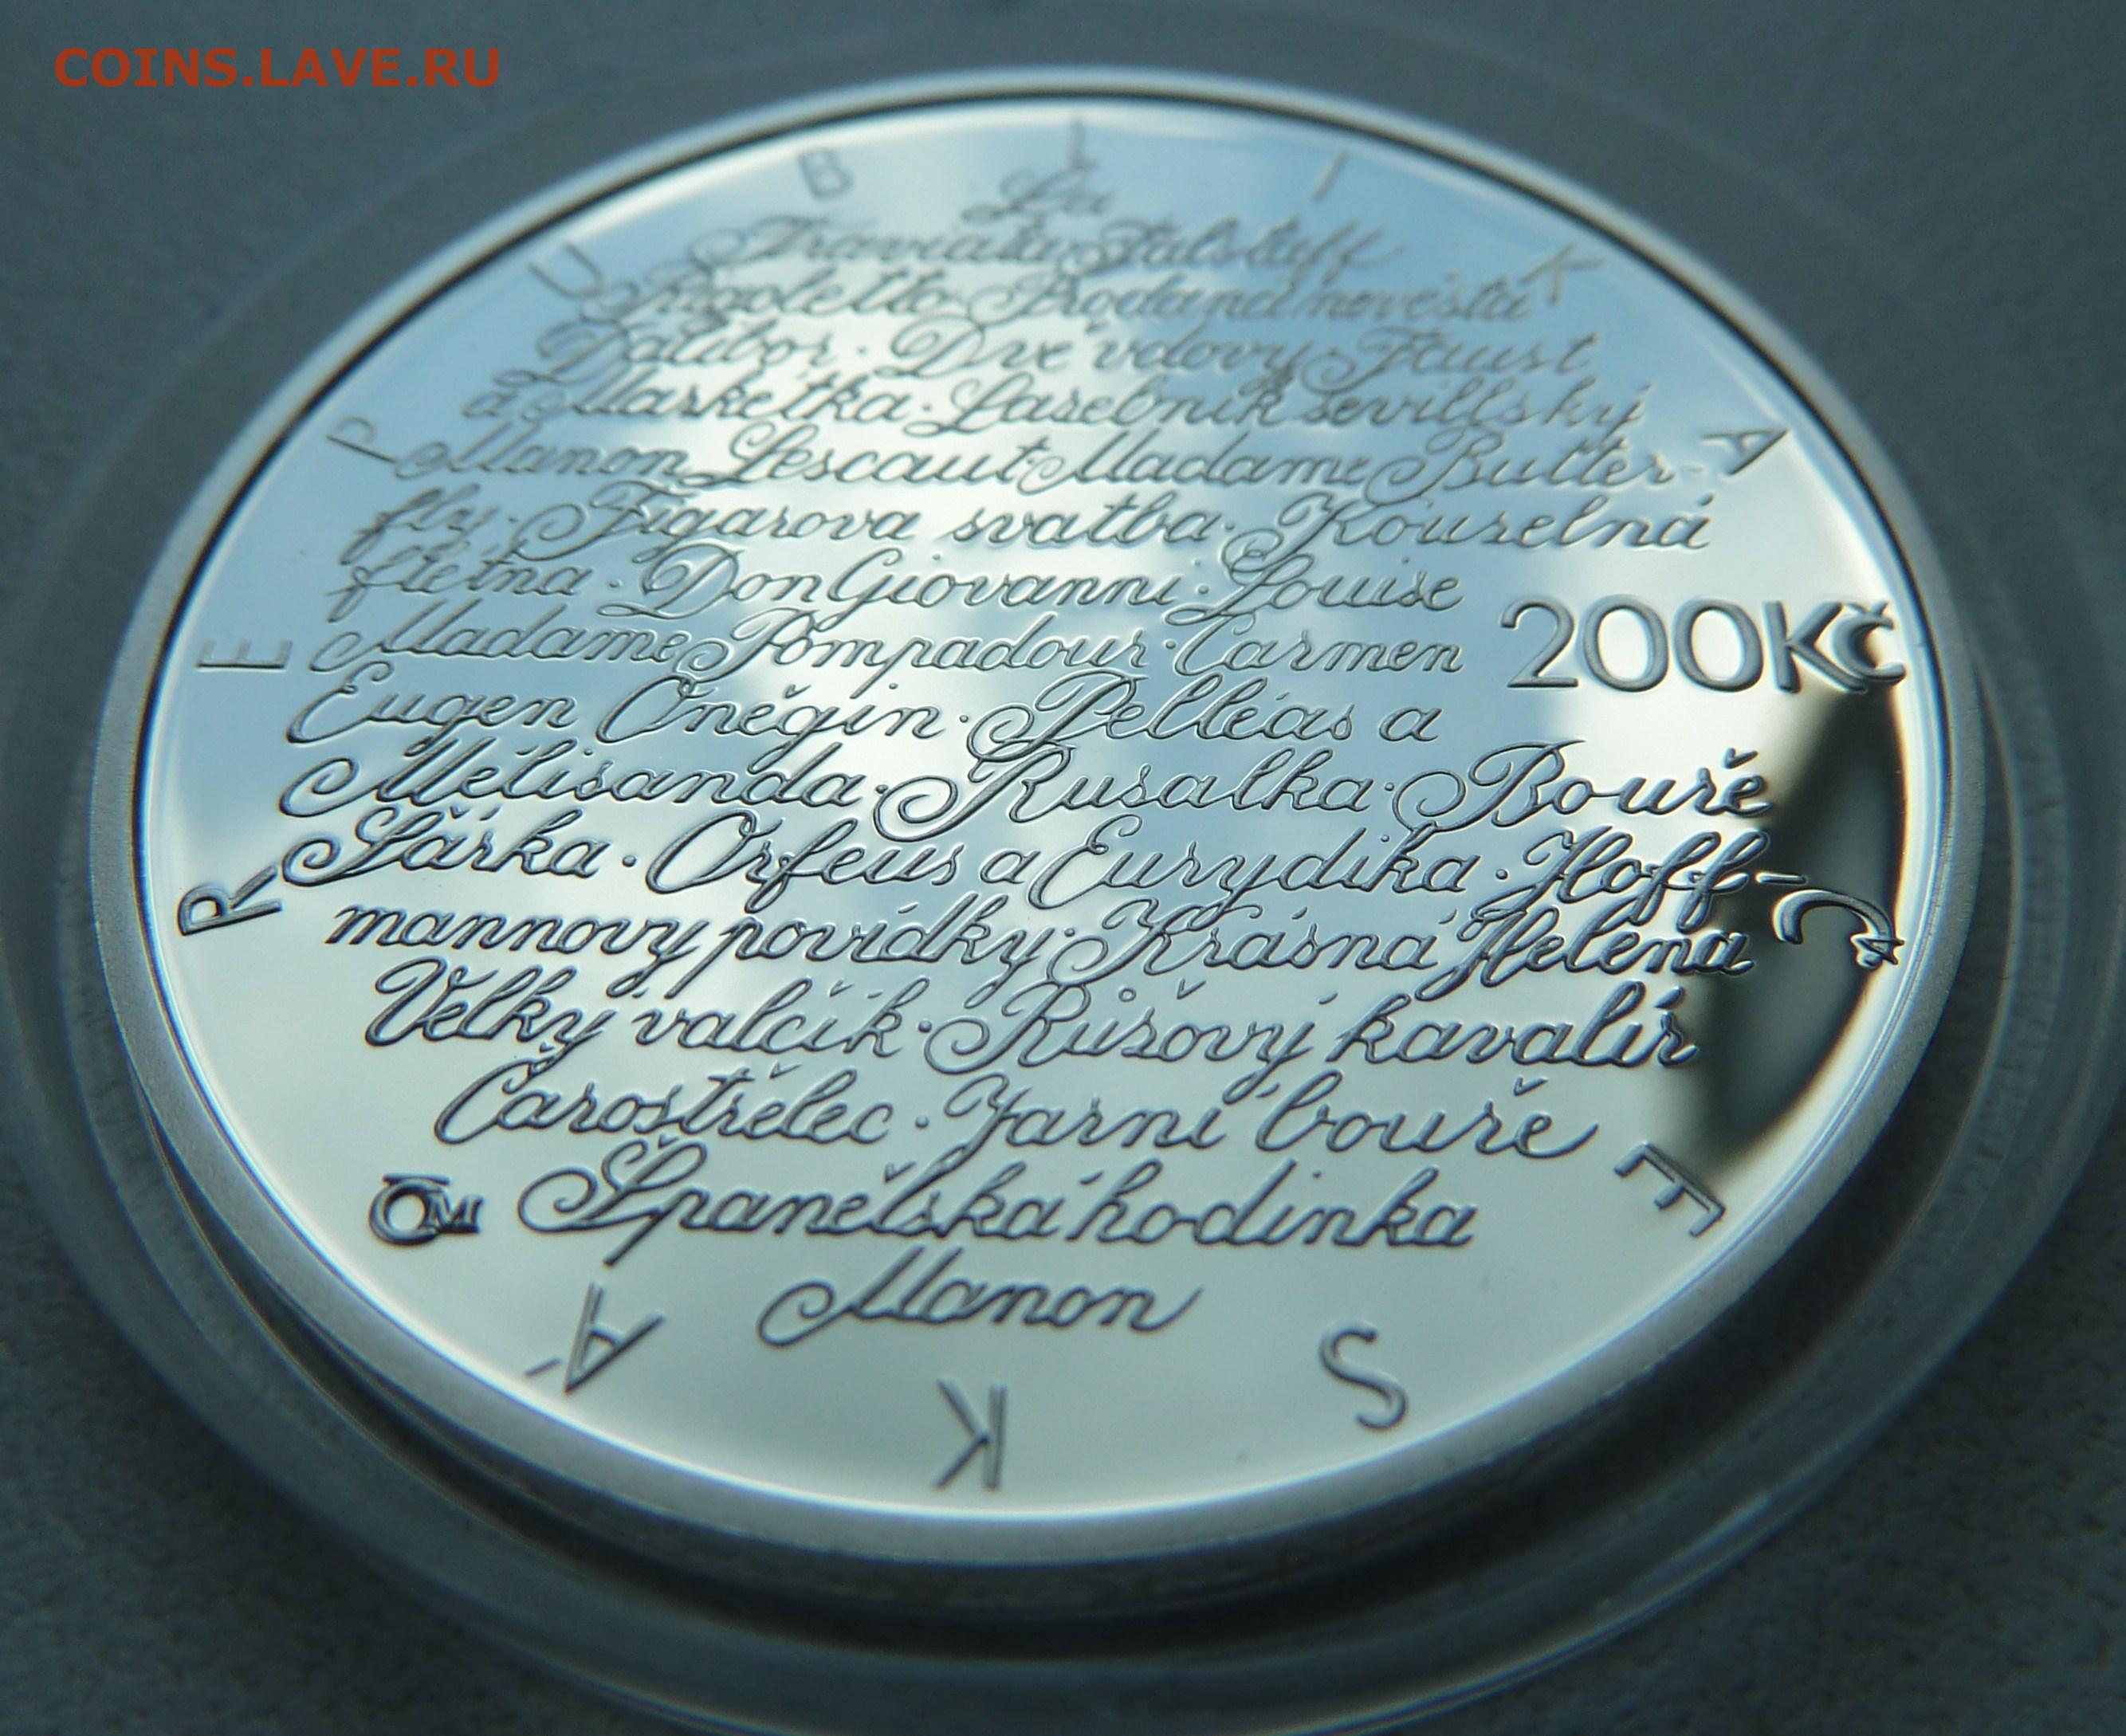 COINS.LAVE.RU
ČESKÁ REPUBLIKA
La
Traviata Falstaff
Rigoletto Prodaná nevěsta
Dalibor · Dvě vdovy · Faust
a Markétka · Lazebník sevillský
Manon Lescaut · Madame Butter-
fly · Figarova svatba · Kouzelná
flétna · Don Giovanni · Louise
Madame Pompadour · Carmen
200Kč
Eugen Oněgin · Pelléas a
Mélisanda · Rusalka · Bouře
Šárka · Orfeus a Eurydika · Hoff-
mannovy povídky · Krásná Helena
Velký valčík · Růžový kavalír
Čarostřelec · Jarní bouře
Španělská hodinka
Manon